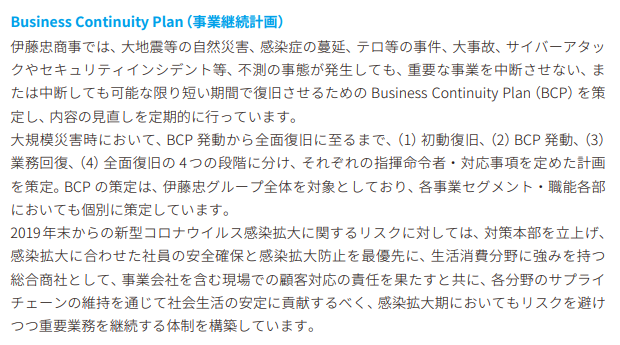 Business Continuity Plan（事業継続計画）
伊藤忠商事では、大地震等の自然災害、感染症の蔓延、テロ等の事件、大事故、サイバーアタッ
クやセキュリティインシデント等、不測の事態が発生しても、重要な事業を中断させない、ま
たは中断しても可能な限り短い期間で復旧させるための Business Continuity Plan（BCP）を策
定し、内容の見直しを定期的に行っています。
大規模災害時において、BCP 発動から全面復旧に至るまで、（1）初動復旧、（2）BCP 発動、（3）
業務回復、（4）全面復旧の 4 つの段階に分け、それぞれの指揮命令者・対応事項を定めた計画
を策定。BCP の策定は、伊藤忠グループ全体を対象としており、各事業セグメント・職能各部
においても個別に策定しています。
2019 年末からの新型コロナウイルス感染拡大に関するリスクに対しては、対策本部を立上げ、
感染拡大に合わせた社員の安全確保と感染拡大防止を最優先に、生活消費分野に強みを持つ
総合商社として、事業会社を含む現場での顧客対応の責任を果たすと共に、各分野のサプライ
チェーンの維持を通じて社会生活の安定に貢献するべく、感染拡大期においてもリスクを避け
つつ重要業務を継続する体制を構築しています。